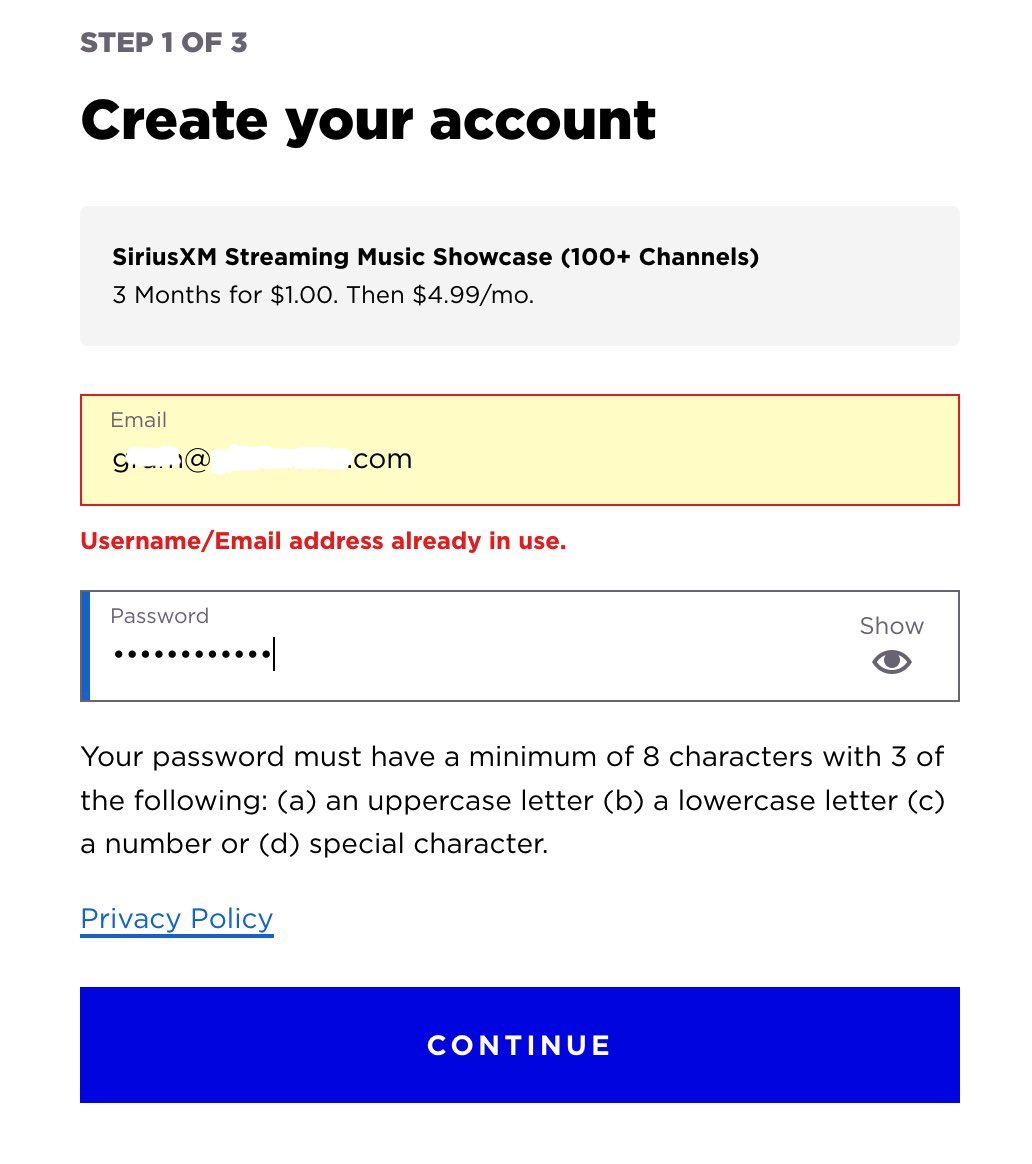 STEP 1 OF 3
Create your account
SiriusXM Streaming Music Showcase (100+ Channels)
3 Months for $1.00. Then $4.99/mo.
Email
.com
Username/Email address already in use.
Password
••••••••••••
Show
Your password must have a minimum of 8 characters with 3 of
the following: (a) an uppercase letter (b) a lowercase letter (c)
a number or (d) special character.
Privacy Policy
CONTINUE